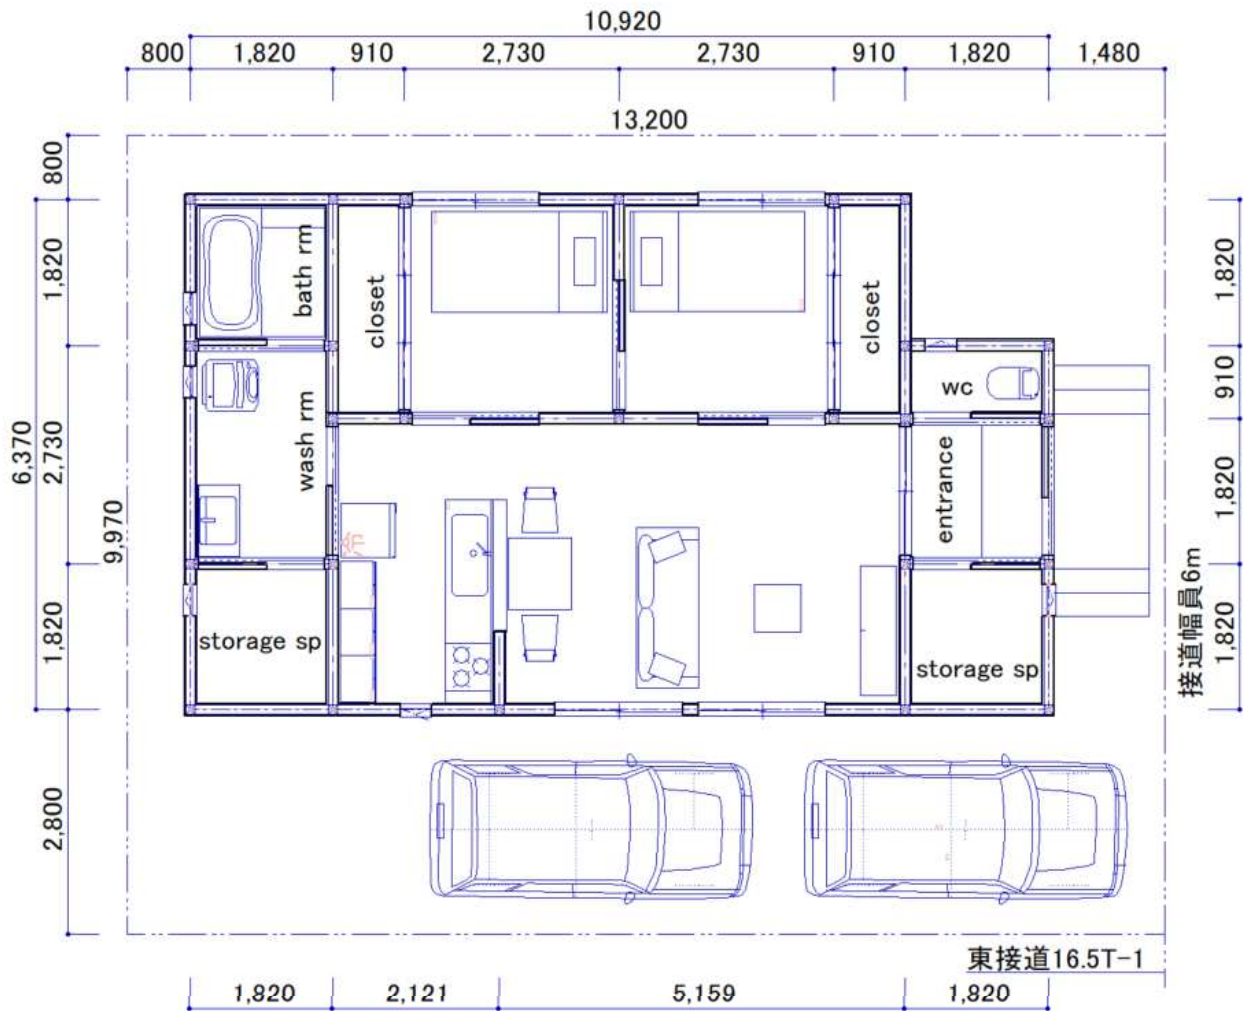 10,920
800
1,820
910
2,730
2,730
910
1,820
1,480
13,200
800
1,820
2,730
1,820
2,800
6,370
9,970
1,820
910
1,820
1,820
bath rm
closet
closet
wc
wash rm
entrance
storage sp
storage sp
接道幅員6m
東接道16.5T-1
1,820
2,121
5,159
1,820